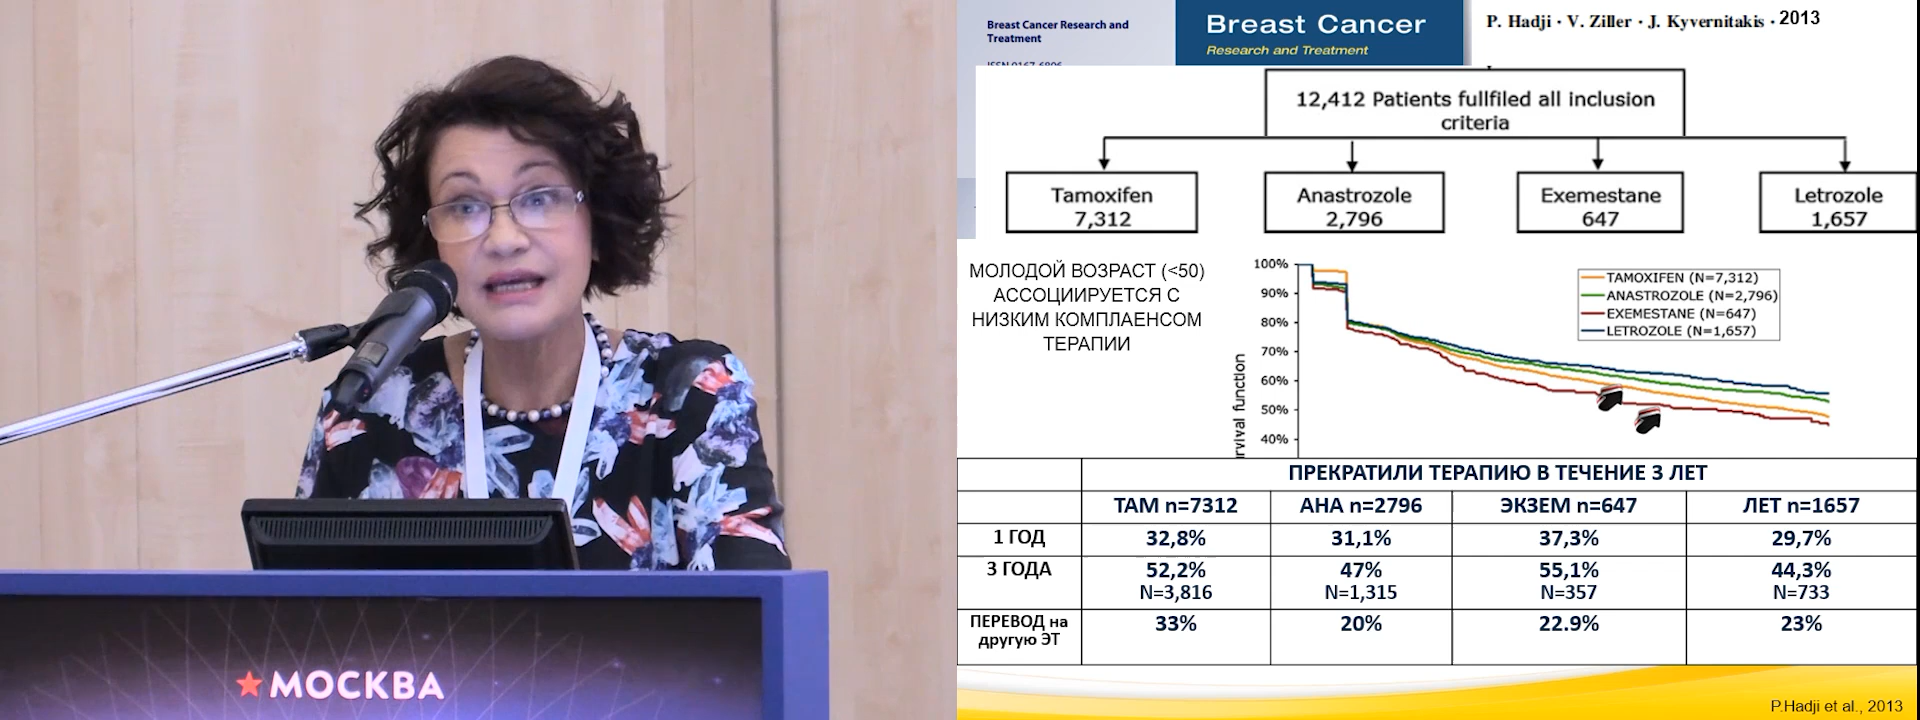 МОСКВА
Breast Cancer Research and
Treatment
ISSN 0167-6806
Breast Cancer
Research and Treatment
P. Hadji · V. Ziller · J. Kyvernitakis · 2013
12,412 Patients fullfiled all inclusion
criteria
Tamoxifen
7,312
Anastrozole
2,796
Exemestane
647
Letrozole
1,657
МОЛОДОЙ ВОЗРАСТ (<50)
АССОЦИИРУЕТСЯ С
НИЗКИМ КОМПЛАЕНСОМ
ТЕРАПИИ
100%
90%
80%
70%
60%
50%
40%
rvival function
TAMOXIFEN (N=7,312)
ANASTROZOLE (N=2,796)
EXEMESTANE (N=647)
LETROZOLE (N=1,657)
ПРЕКРАТИЛИ ТЕРАПИЮ В ТЕЧЕНИЕ 3 ЛЕТ
ТАМ n=7312 АНА n=2796 ЭКЗЕМ n=647 ЛЕТ n=1657
1 ГОД 32,8% 31,1% 37,3% 29,7%
3 ГОДА 52,2% 47% 55,1% 44,3%
N=3,816 N=1,315 N=357 N=733
ПЕРЕВОД на 33% 20% 22.9% 23%
другую ЭТ
P.Hadji et al., 2013